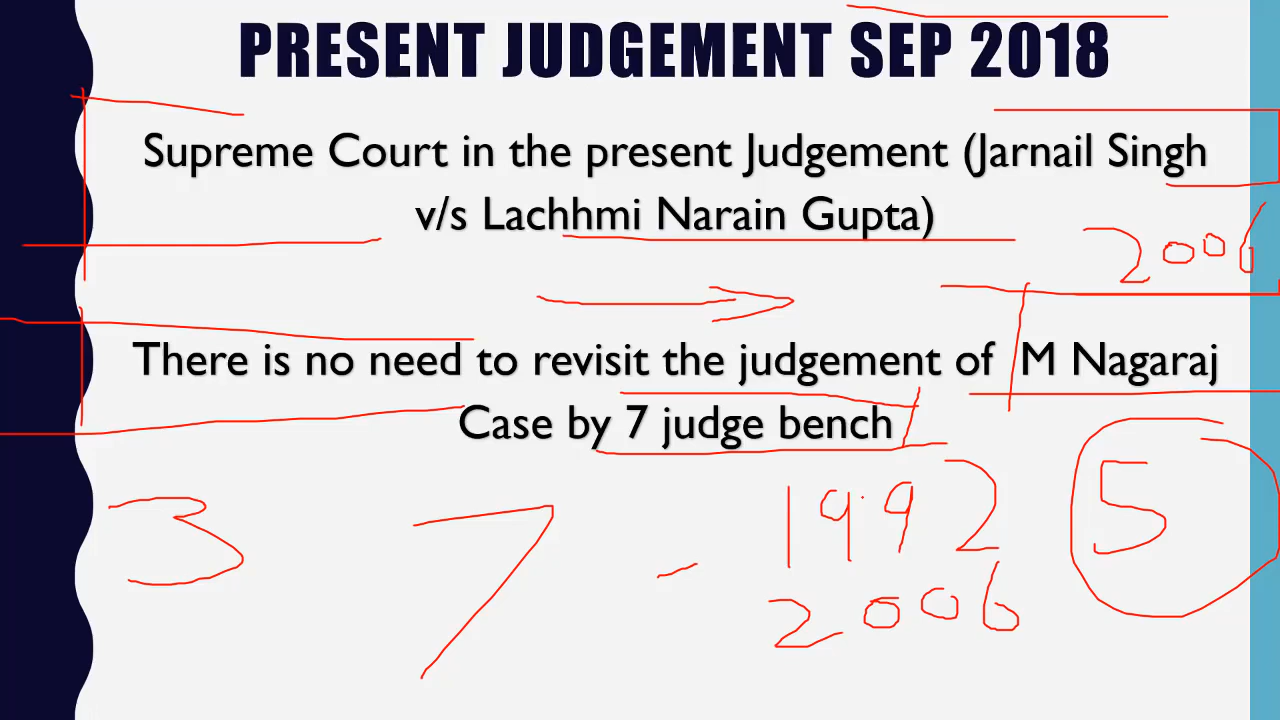 PRESENT JUDGEMENT SEP 2018
Supreme Court in the present Judgement (Jarnail Singh
v/s Lachhmi Narain Gupta)
2006
There is no need to revisit the judgement of M Nagaraj
Case by 7 judge bench
3 7 - 1992 5
2006